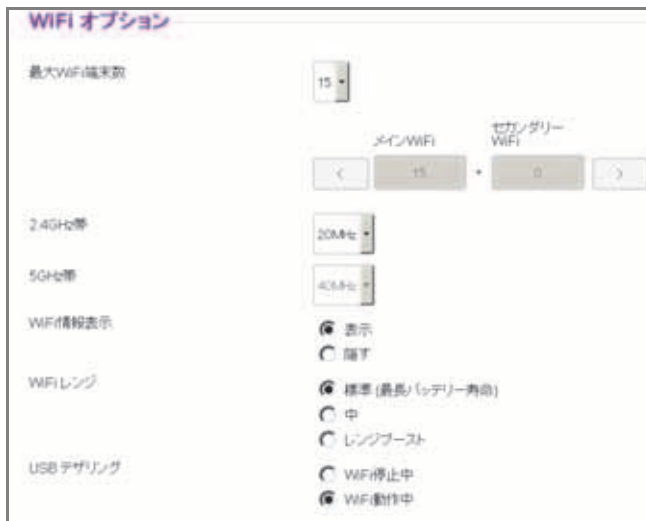 WiFi オプション
最大WiFi端末数
15
メインWiFi
セカンダリー
WiFi
<
15
+
0
>
2.4GHz帯
20MHz
5GHz帯
40MHz
WiFi情報表示
表示
隠す
WiFi レンジ
標準 (最長バッテリー寿命)
中
レンジブースト
USB テザリング
WiFi停止中
WiFi動作中